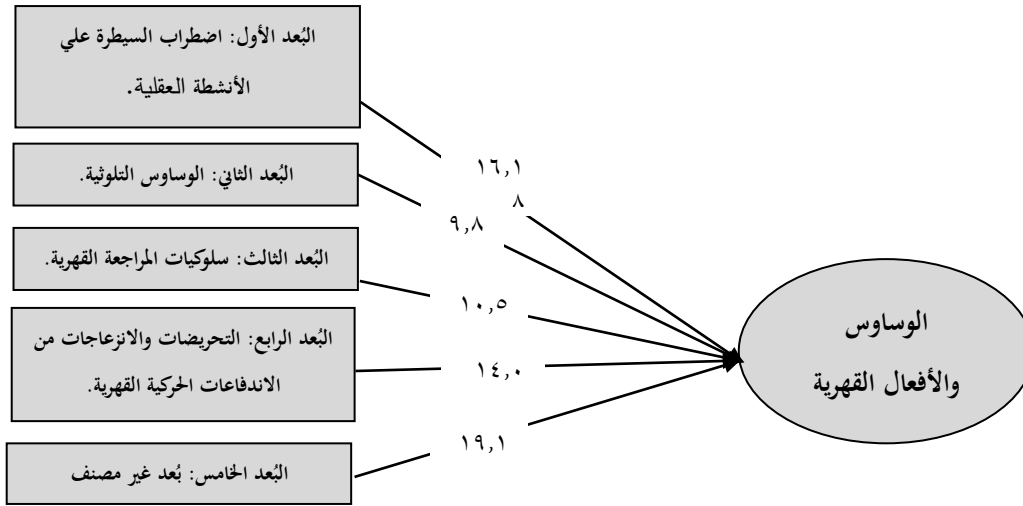 البُعد الأول: اضطراب السيطرة علي
الأنشطة العقلية.
البُعد الثاني: الوساوس التلوثية.
البُعد الثالث: سلوكيات المراجعة القهرية.
البُعد الرابع: التحريضات والانزعاجات من
الاندفاعات الحركية القهرية.
البُعد الخامس: بُعد غير مصنف
١٦,١
٨
٩,٨
١٠,٥
١٤,٠
١٩,١
الوساوس
والأفعال القهرية